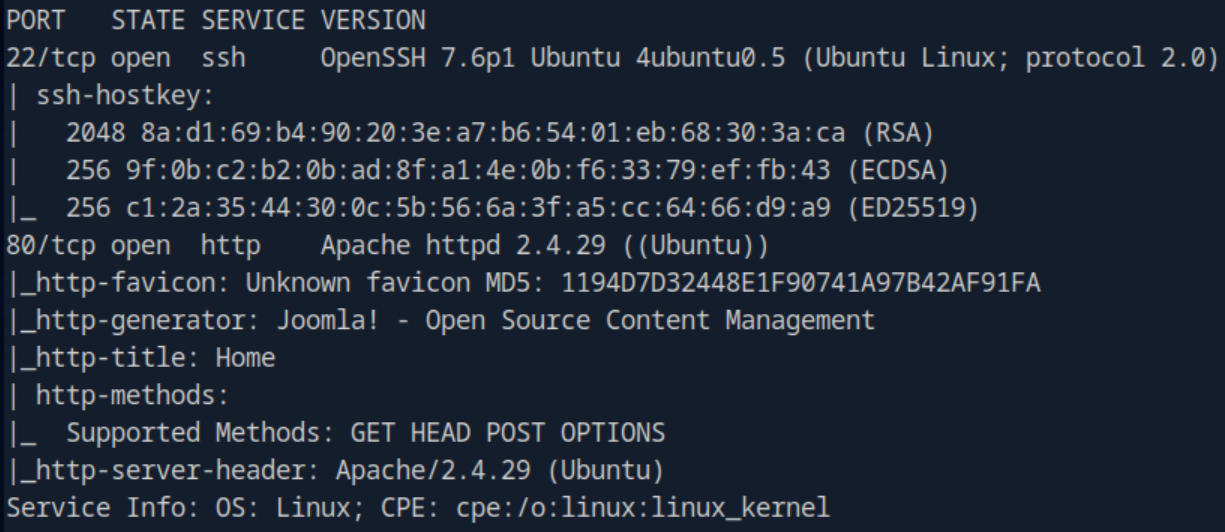 PORT   STATE SERVICE VERSION
22/tcp open  ssh     OpenSSH 7.6p1 Ubuntu 4ubuntu0.5 (Ubuntu Linux; protocol 2.0)
| ssh-hostkey:
|   2048 8a:d1:69:b4:90:20:3e:a7:b6:54:01:eb:68:30:3a:ca (RSA)
|   256 9f:0b:c2:b2:0b:ad:8f:a1:4e:0b:f6:33:79:ef:fb:43 (ECDSA)
|_  256 c1:2a:35:44:30:0c:5b:56:6a:3f:a5:cc:64:66:d9:a9 (ED25519)
80/tcp open  http    Apache httpd 2.4.29 ((Ubuntu))
|_http-favicon: Unknown favicon MD5: 1194D7D32448E1F90741A97B42AF91FA
|_http-generator: Joomla! - Open Source Content Management
|_http-title: Home
| http-methods:
|_  Supported Methods: GET HEAD POST OPTIONS
|_http-server-header: Apache/2.4.29 (Ubuntu)
Service Info: OS: Linux; CPE: cpe:/o:linux:linux_kernel